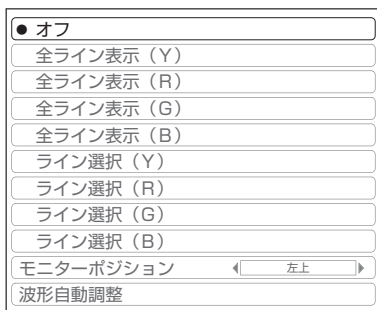 ● オフ
全ライン表示（Y）
全ライン表示（R）
全ライン表示（G）
全ライン表示（B）
ライン選択（Y）
ライン選択（R）
ライン選択（G）
ライン選択（B）
モニターポジション 左上
波形自動調整